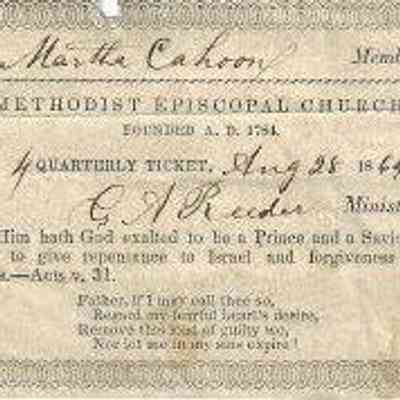 Martha Cahoon Memb
METHODIST EPISCOPAL CHURCH
FOUNDED A. D. 1784.
4 QUARTERLY TICKET, Aug 28 186
G A Reeder Minist
Him hath God exalted to be a Prince and a Savio
to give repentance to Israel and forgiveness
s.—Acts v. 31.
Father, if I may call thee so,
Regard my fearful heart's desire,
Remove this load of guilty wo,
Nor let me in my sins expire!